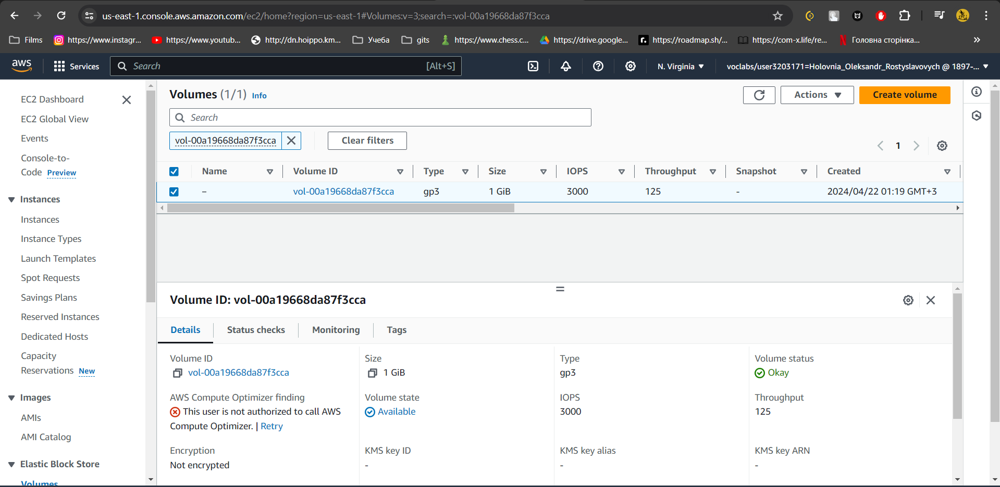 us-east-1.console.aws.amazon.com/ec2/home?region=us-east-1#Volumes:v=3;search=:vol-00a19668da87f3cca
Films https://www.instagr... https://www.youtub... http://dn.hoippo.km... Учеба gits https://www.chess.c... https://drive.google... https://roadmap.sh/... https://com-x.life/re... Головна сторінка... »
aws Services Search [Alt+S] N. Virginia voclabs/user3203171=Holovnia_Oleksandr_Rostyslavovych @ 1897-...
EC2 Dashboard
EC2 Global View
Events
Console-to-
Code Preview
Instances
Instances
Instance Types
Launch Templates
Spot Requests
Savings Plans
Reserved Instances
Dedicated Hosts
Capacity
Reservations New
Images
AMIs
AMI Catalog
Elastic Block Store
Volumes
Volumes (1/1) Info
Actions Create volume
Search
vol-00a19668da87f3cca Clear filters
1
Name Volume ID Type Size IOPS Throughput Snapshot Created
– vol-00a19668da87f3cca gp3 1 GiB 3000 125 - 2024/04/22 01:19 GMT+3
Volume ID: vol-00a19668da87f3cca
Details Status checks Monitoring Tags
Volume ID
vol-00a19668da87f3cca
Size
1 GiB
Type
gp3
Volume status
Okay
AWS Compute Optimizer finding
This user is not authorized to call AWS
Compute Optimizer. | Retry
Volume state
Available
IOPS
3000
Throughput
125
Encryption
Not encrypted
KMS key ID
-
KMS key alias
-
KMS key ARN
-